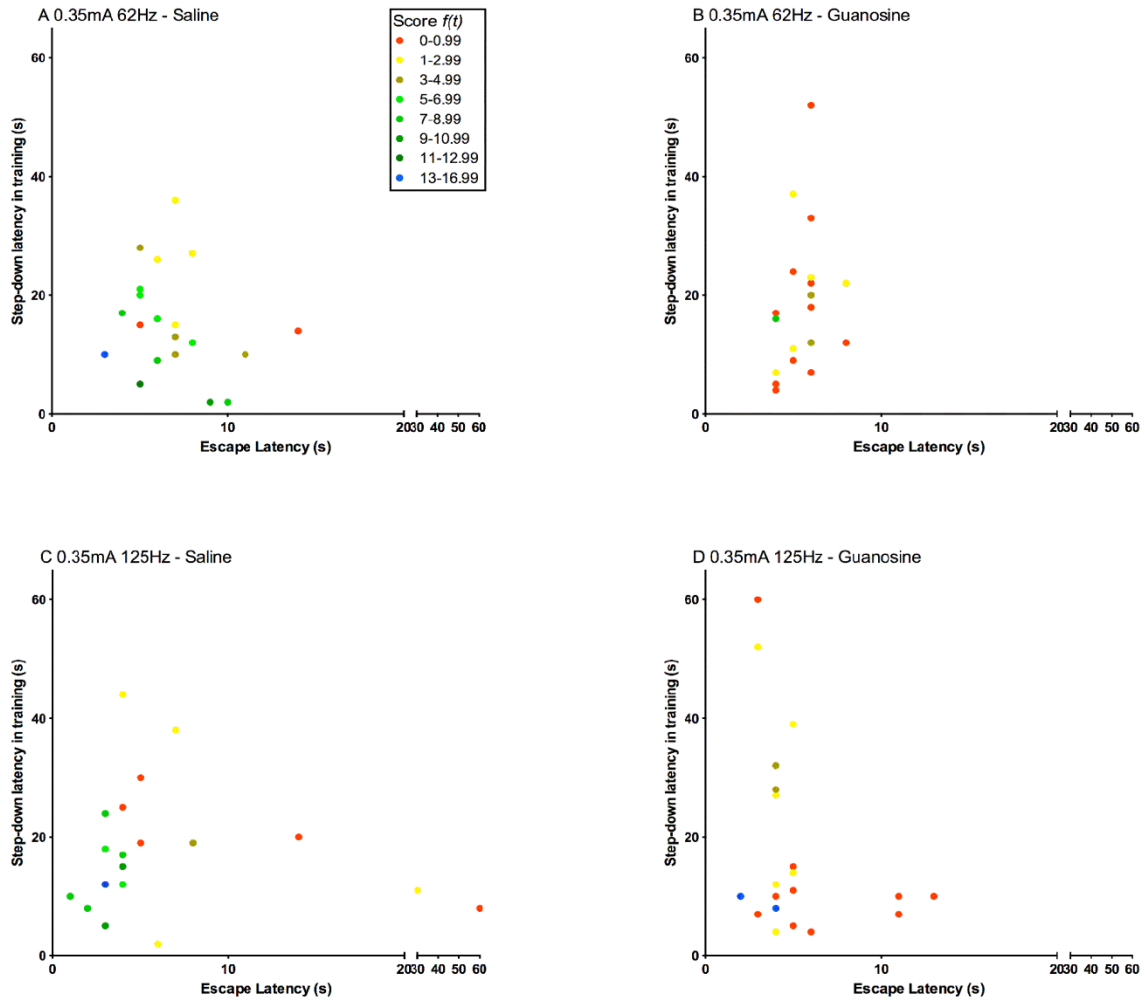 A 0.35mA 62Hz - Saline
Score f(t)
0-0.99
1-2.99
3-4.99
5-6.99
7-8.99
9-10.99
11-12.99
13-16.99
Step-down latency in training (s)
60
40
20
0
0 10 20 30 40 50 60
Escape Latency (s)
B 0.35mA 62Hz - Guanosine
Step-down latency in training (s)
60
40
20
0
0 10 20 30 40 50 60
Escape Latency (s)
C 0.35mA 125Hz - Saline
Step-down latency in training (s)
60
40
20
0
0 10 20 30 40 50 60
Escape Latency (s)
D 0.35mA 125Hz - Guanosine
Step-down latency in training (s)
60
40
20
0
0 10 20 30 40 50 60
Escape Latency (s)